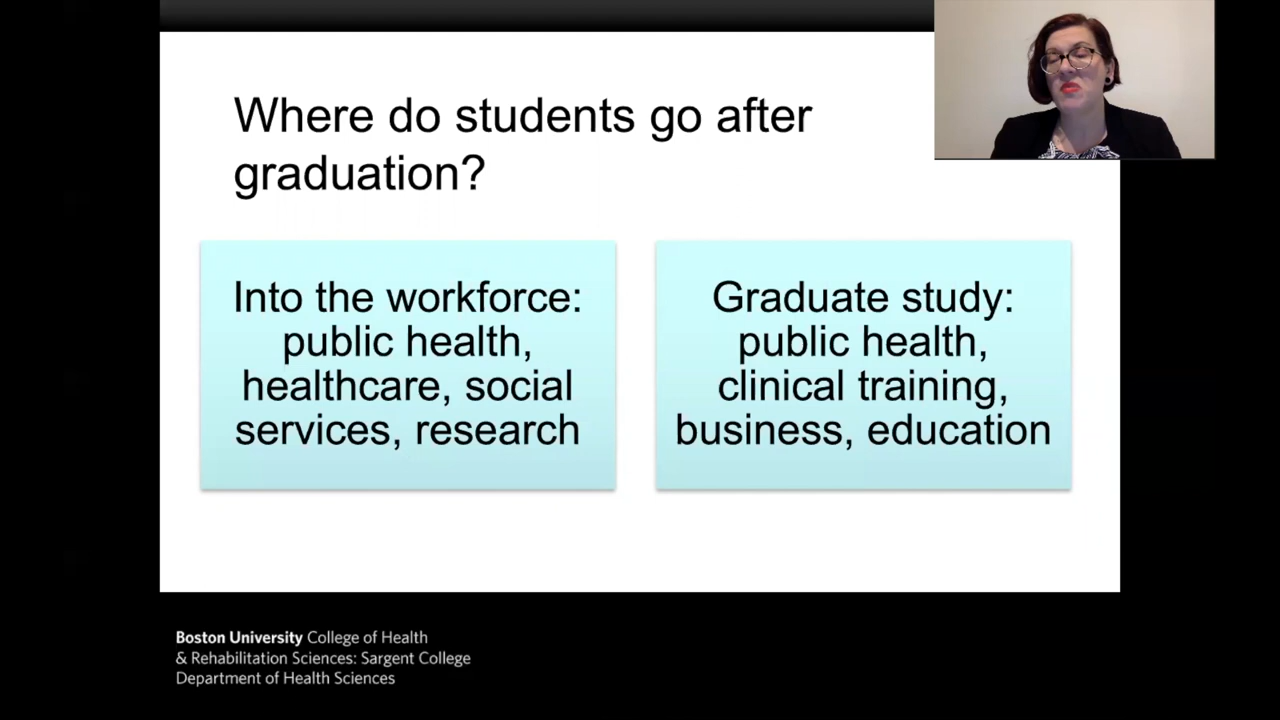 Where do students go after
graduation?
Into the workforce:
public health,
healthcare, social
services, research
Graduate study:
public health,
clinical training,
business, education
Boston University College of Health
& Rehabilitation Sciences: Sargent College
Department of Health Sciences